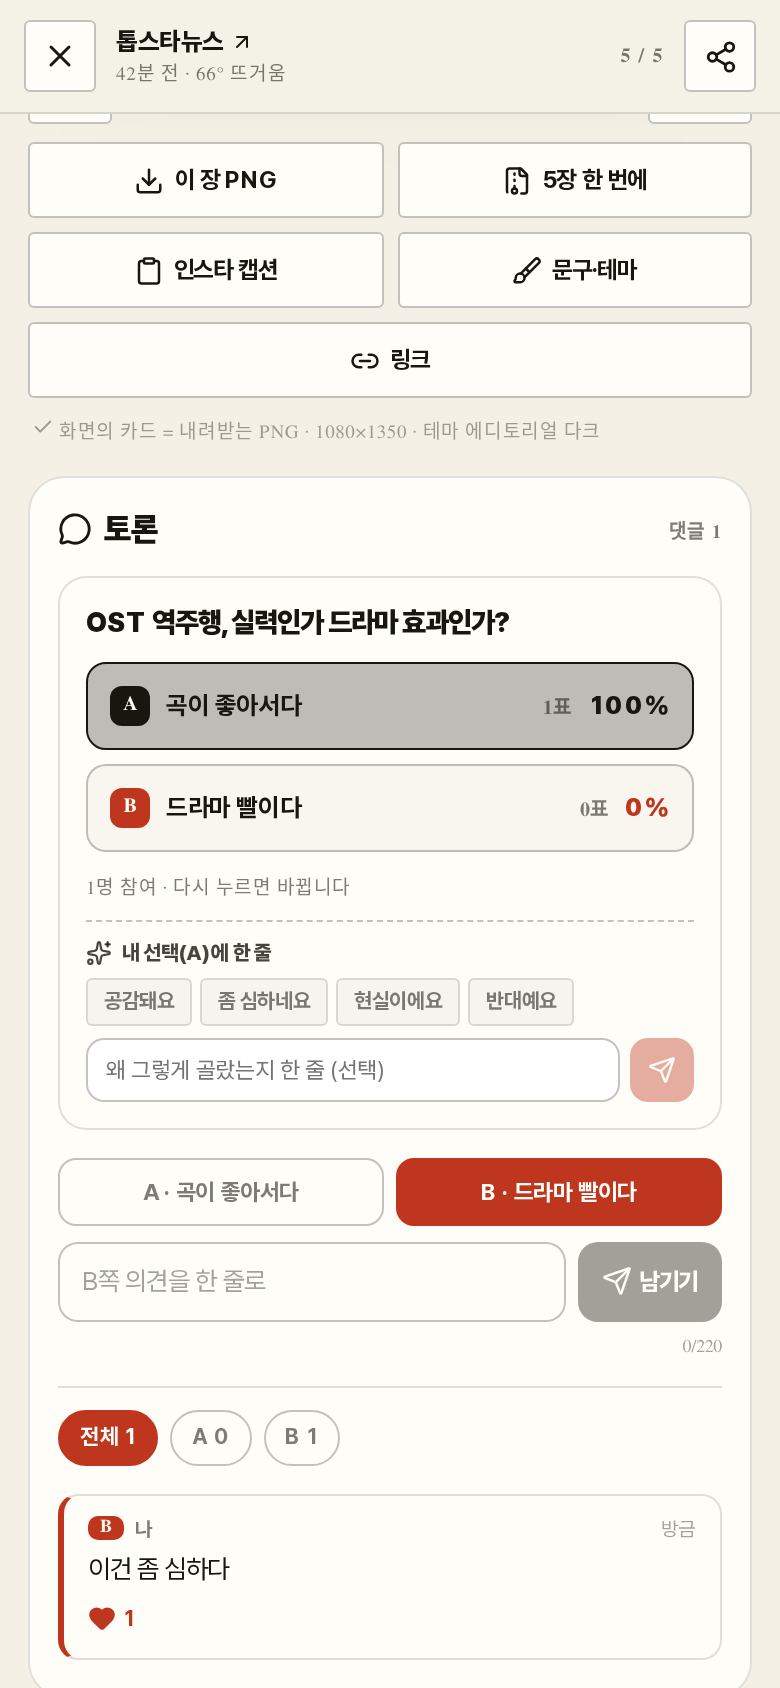 톱스타뉴스
42분 전 · 66° 뜨거움
5 / 5
이 장 PNG
5장 한 번에
인스타 캡션
문구·테마
링크
화면의 카드 = 내려받는 PNG · 1080×1350 · 테마 에디토리얼 다크
토론
댓글 1
OST 역주행, 실력인가 드라마 효과인가?
A 곡이 좋아서다 1표 100%
B 드라마 빨이다 0표 0%
1명 참여 · 다시 누르면 바뀝니다
내 선택(A)에 한 줄
공감돼요 좀 심하네요 현실이에요 반대예요
왜 그렇게 골랐는지 한 줄 (선택)
A · 곡이 좋아서다
B · 드라마 빨이다
B쪽 의견을 한 줄로
남기기
0/220
전체 1 A 0 B 1
B 나 방금
이건 좀 심하다
1